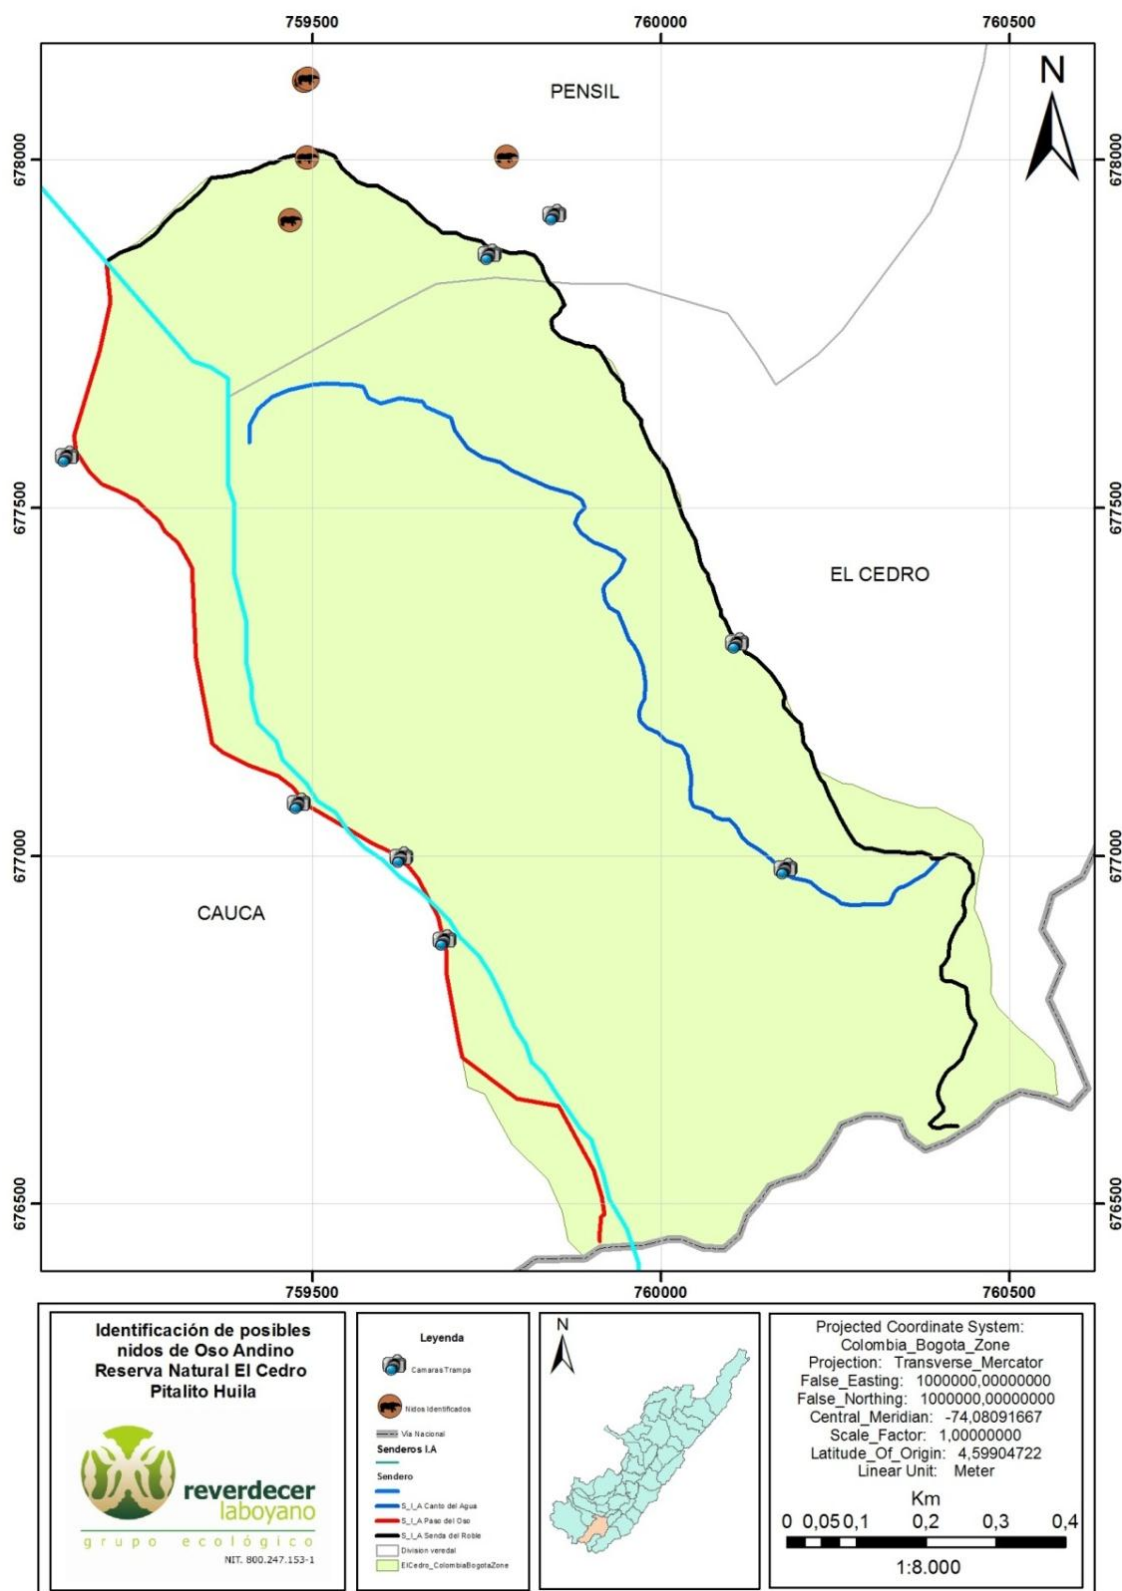 759500
760000
760500
678000
678000
N
PENSIL
677500
677500
EL CEDRO
677000
677000
CAUCA
676500
676500
759500
760000
760500
Identificación de posibles
nidos de Oso Andino
Reserva Natural El Cedro
Pitalito Huila
reverdecer
laboyano
grupo ecológico
NIT. 800.247.153-1
Leyenda
Camaras Trampa
Nidos Identificados
Vía Nacional
Senderos I.A
Sendero
S_I_A Canto del Agua
S_I_A Paso del Oso
S_I_A Senda del Roble
Division veredal
ElCedro_ColombiaBogotaZone
N
Projected Coordinate System:
Colombia_Bogota_Zone
Projection: Transverse_Mercator
False_Easting: 1000000,00000000
False_Northing: 1000000,00000000
Central_Meridian: -74,08091667
Scale_Factor: 1,00000000
Latitude_Of_Origin: 4,59904722
Linear Unit: Meter
Km
0 0,05 0,1 0,2 0,3 0,4
1:8.000